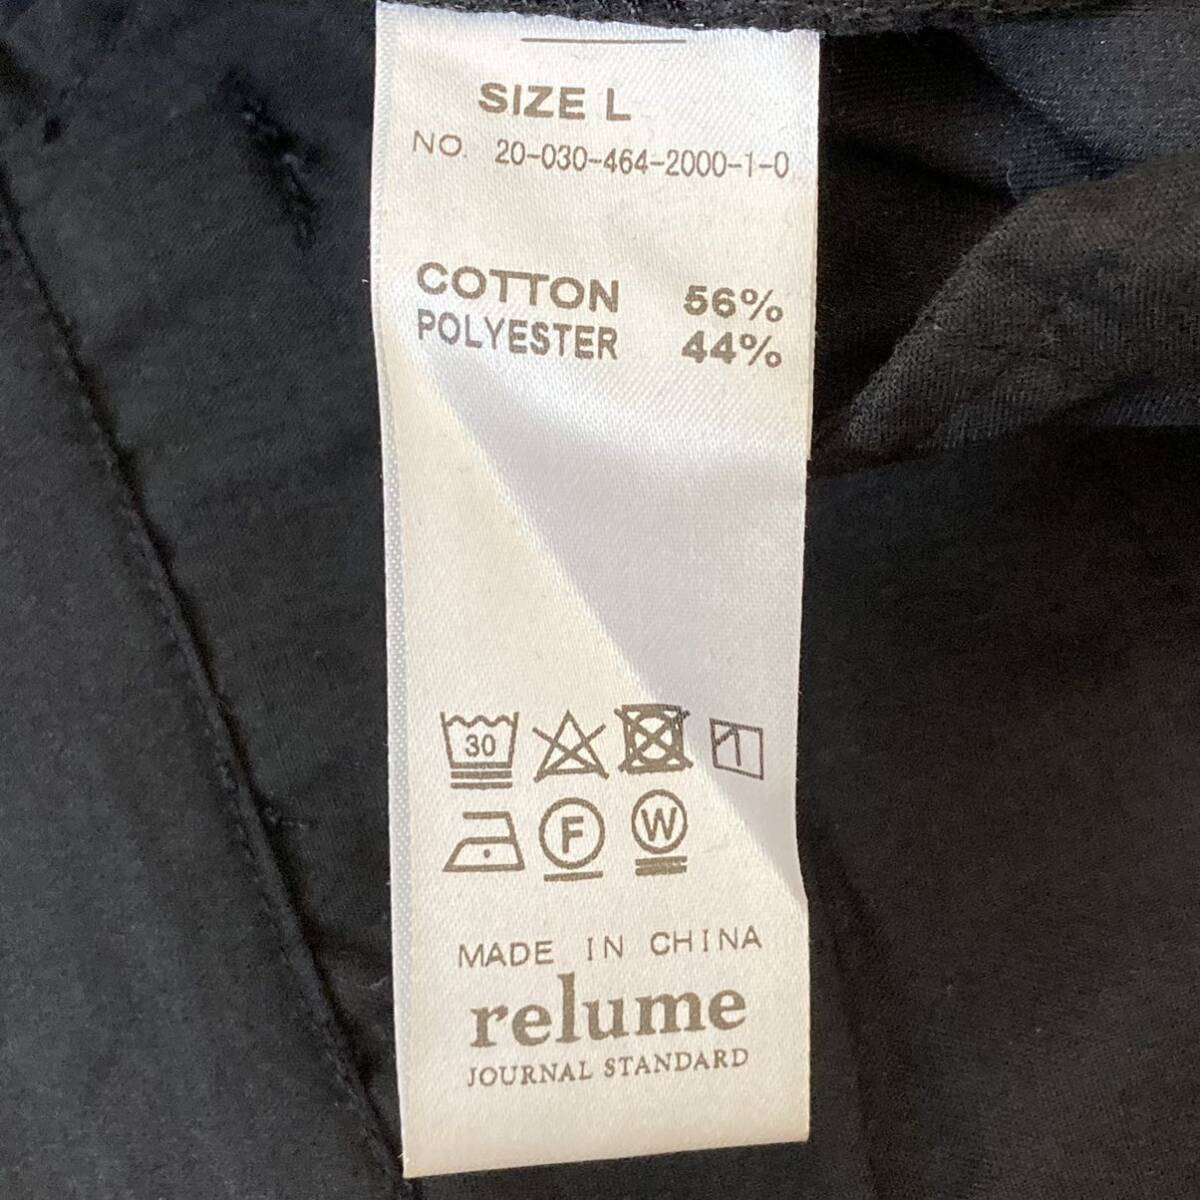 SIZE L
NO. 20-030-464-2000-1-0
COTTON 56%
POLYESTER 44%
30
F W
MADE IN CHINA
relume
JOURNAL STANDARD